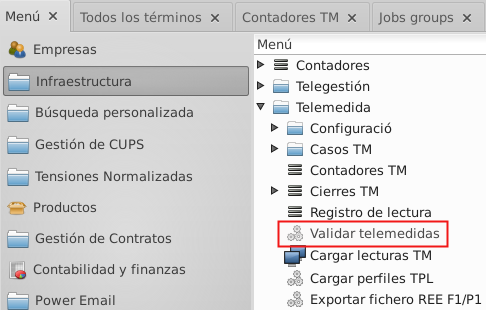 Menú
Todos los términos
Contadores TM
Jobs groups
Empresas
Infraestructura
Búsqueda personalizada
Gestión de CUPS
Tensiones Normalizadas
Productos
Gestión de Contratos
Contabilidad y finanzas
Power Email
Menú
Contadores
Telegestión
Telemedida
Configuració
Casos TM
Contadores TM
Cierres TM
Registro de lectura
Validar telemedidas
Cargar lecturas TM
Cargar perfiles TPL
Exportar fichero REE F1/P1